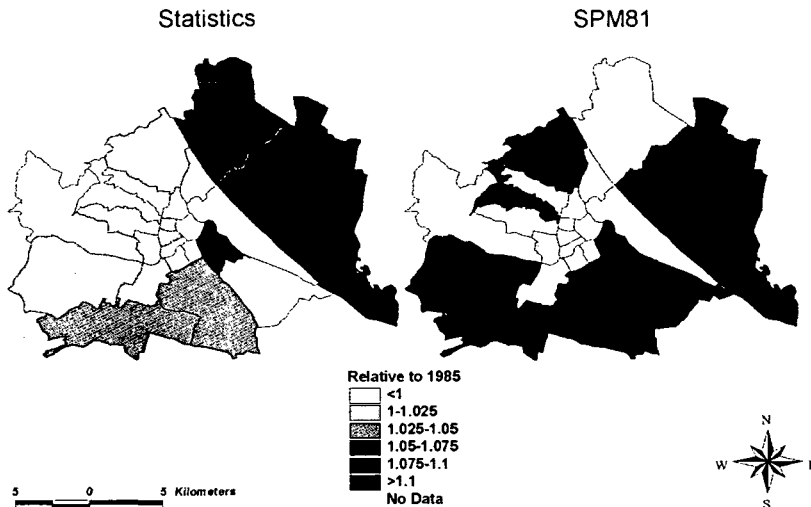 Statistics SPM81
Relative to 1985
<1
1-1.025
1.025-1.05
1.05-1.075
1.075-1.1
>1.1
No Data
5 0 5 Kilometers
N
W E
S